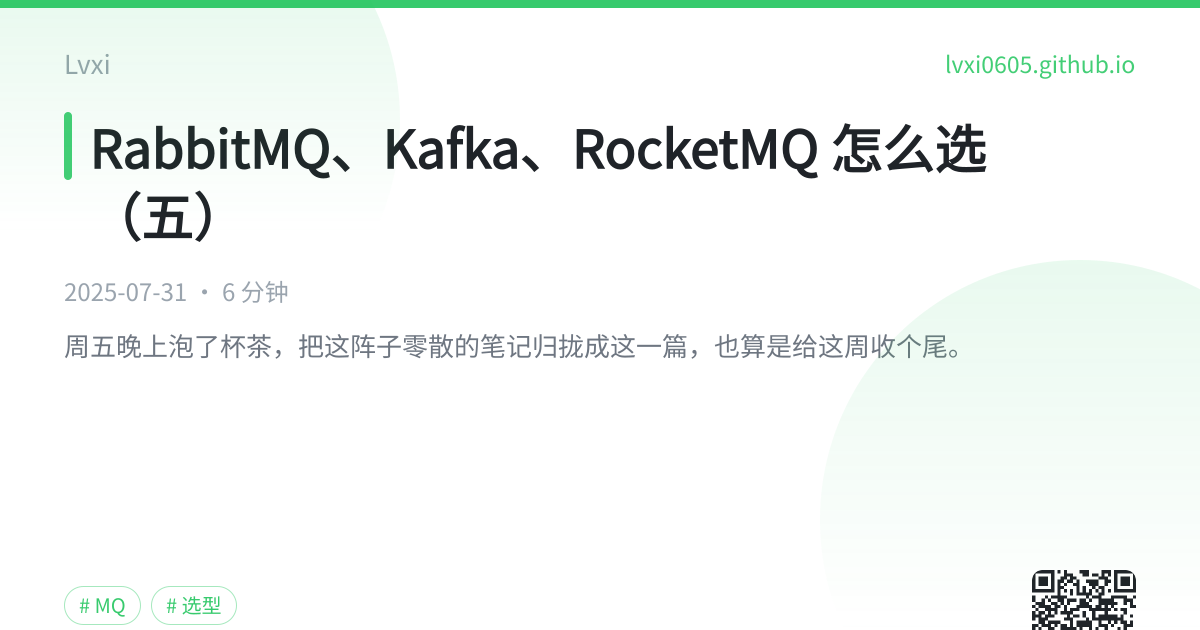 Lvxi
lvxi0605.github.io
RabbitMQ、Kafka、RocketMQ 怎么选
（五）
2025-07-31 · 6 分钟
周五晚上泡了杯茶，把这阵子零散的笔记归拢成这一篇，也算是给这周收个尾。
# MQ
# 选型